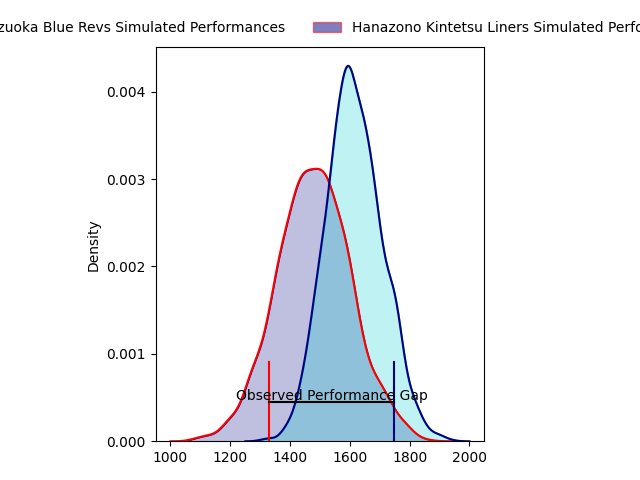 zuoka Blue Revs Simulated Performances Hanazono Kintetsu Liners Simulated Perfo
0.004
0.003
0.002
0.001
0.000
Density
Observed Performance Gap
1000 1200 1400 1600 1800 2000